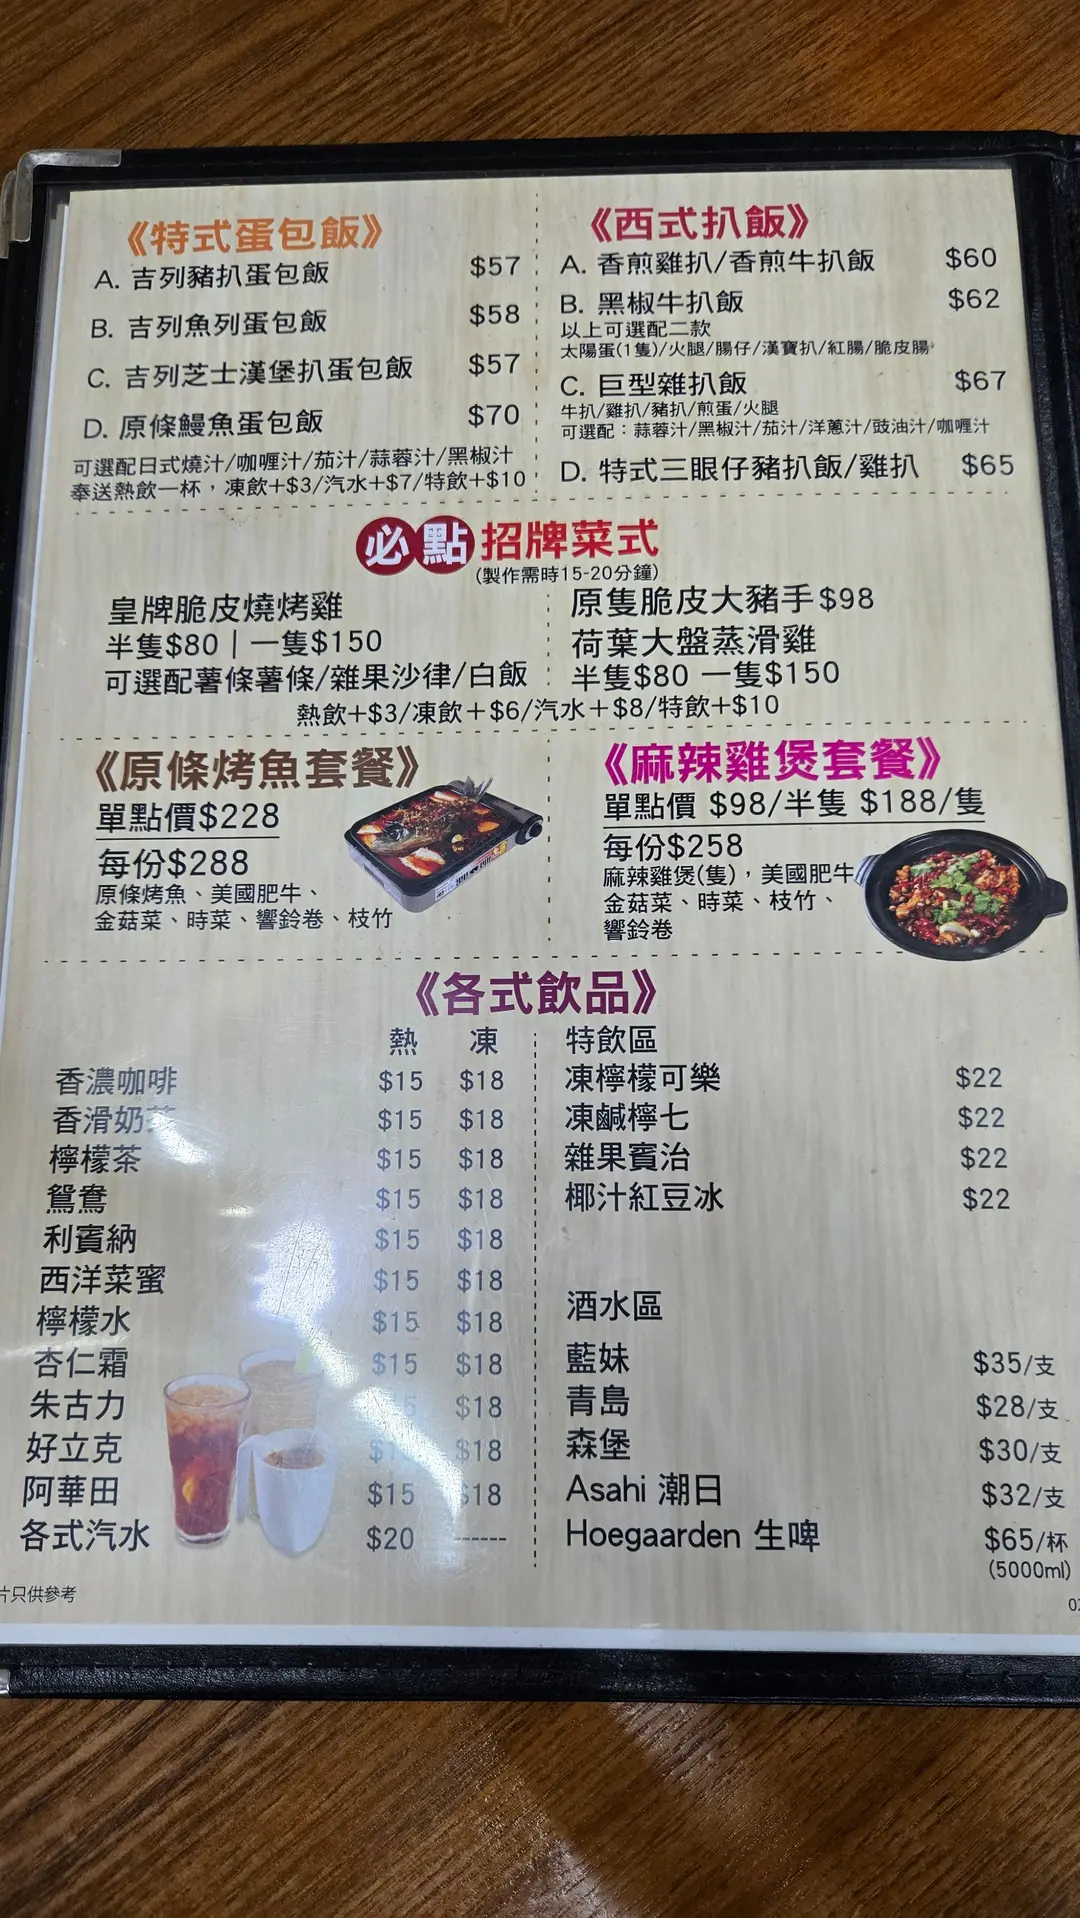 《特式蛋包飯》
A. 吉列豬扒蛋包飯 $57
B. 吉列魚列蛋包飯 $58
C. 吉列芝士漢堡扒蛋包飯 $57
D. 原條鰻魚蛋包飯 $70
可選配日式燒汁/咖喱汁/茄汁/蒜蓉汁/黑椒汁
奉送熱飲一杯，凍飲+$3/汽水+$7/特飲+$10
《西式扒飯》
A. 香煎雞扒/香煎牛扒飯 $60
B. 黑椒牛扒飯 $62
以上可選配二款
太陽蛋(1隻)/火腿/腸仔/漢寶扒/紅腸/脆皮腸
C. 巨型雜扒飯 $67
牛扒/雞扒/豬扒/煎蛋/火腿
可選配：蒜蓉汁/黑椒汁/茄汁/洋蔥汁/豉油汁/咖喱汁
D. 特式三眼仔豬扒飯/雞扒 $65
必點招牌菜式
(製作需時15-20分鐘)
皇牌脆皮燒烤雞
半隻$80｜一隻$150
可選配薯條薯條/雜果沙律/白飯
原隻脆皮大豬手$98
荷葉大盤蒸滑雞
半隻$80 一隻$150
熱飲+$3/凍飲＋$6/汽水＋$8/特飲+$10
《原條烤魚套餐》
單點價$228
每份$288
原條烤魚、美國肥牛、
金菇菜、時菜、響鈴卷、枝竹
《麻辣雞煲套餐》
單點價 $98/半隻 $188/隻
每份$258
麻辣雞煲(隻)，美國肥牛
金菇菜、時菜、枝竹、
響鈴卷
《各式飲品》
熱 凍
香濃咖啡 $15 $18
香滑奶 $15 $18
檸檬茶 $15 $18
鴛鴦 $15 $18
利賓納 $15 $18
西洋菜蜜 $15 $18
檸檬水 $15 $18
杏仁霜 $15 $18
朱古力 $18
好立克 $18
阿華田 $15 $18
各式汽水 $20 ------
特飲區
凍檸檬可樂 $22
凍鹹檸七 $22
雜果賓治 $22
椰汁紅豆冰 $22
酒水區
藍妹 $35/支
青島 $28/支
森堡 $30/支
Asahi 潮日 $32/支
Hoegaarden 生啤 $65/杯
(5000ml)
片只供參考